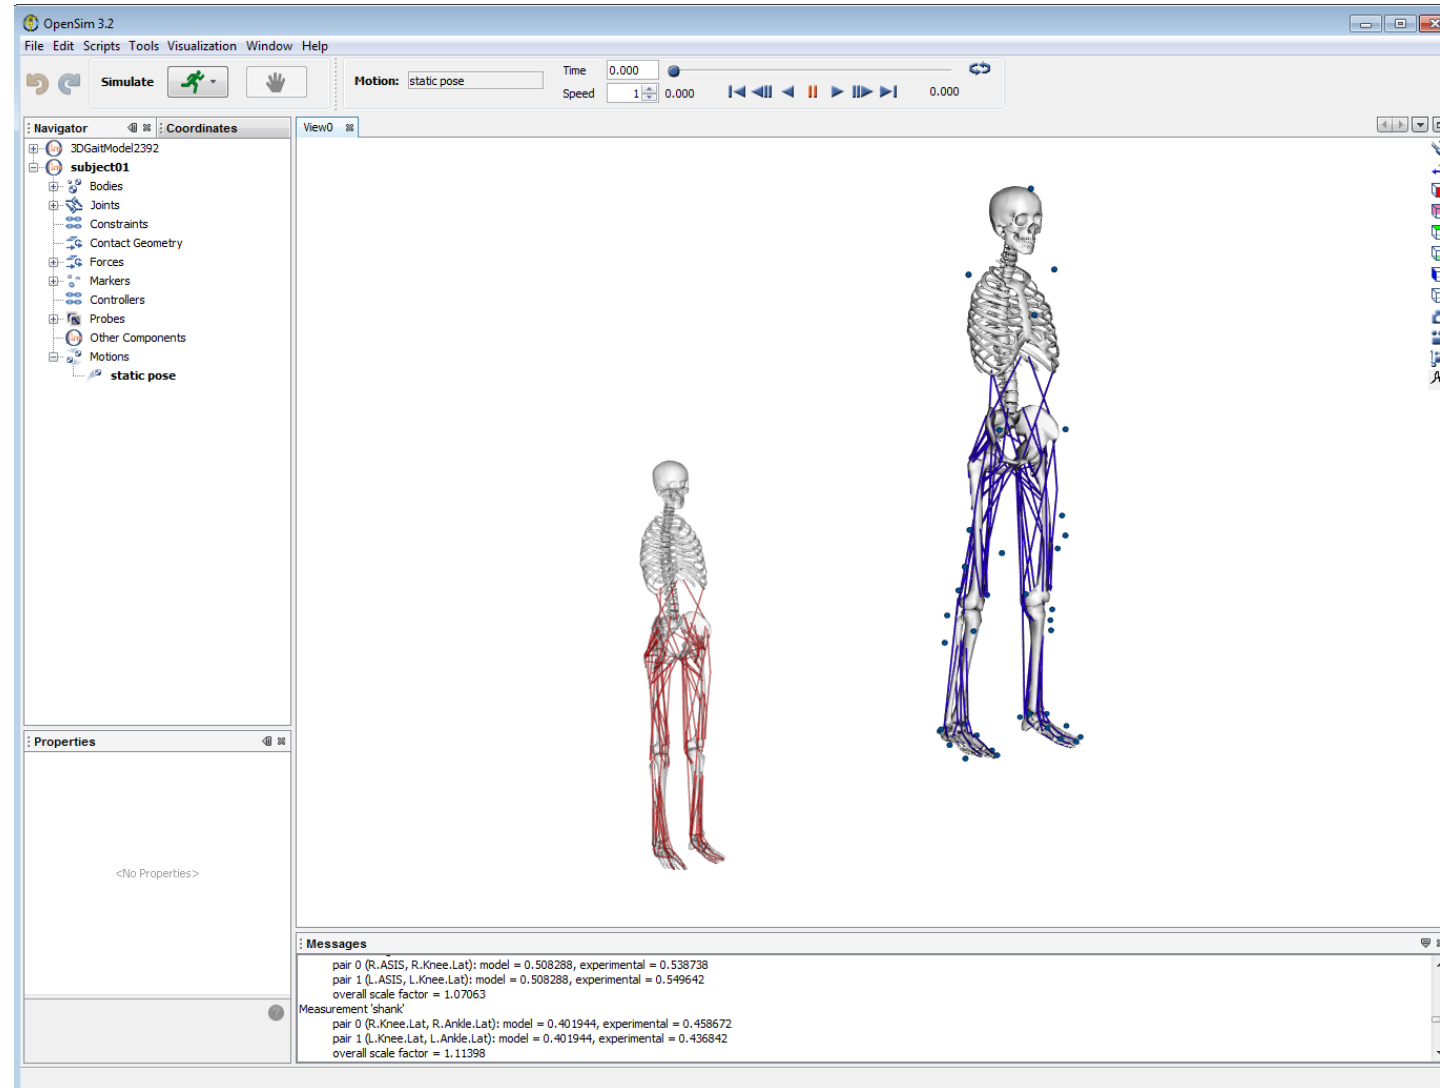 OpenSim 3.2
File Edit Scripts Tools Visualization Window Help
Simulate
Motion: static pose
Time 0.000
Speed 1 0.000
0.000
Navigator
Coordinates
View0
3DGaitModel2392
subject01
Bodies
Joints
Constraints
Contact Geometry
Forces
Markers
Controllers
Probes
Other Components
Motions
static pose
Properties
<No Properties>
Messages
pair 0 (R.ASIS, R.Knee.Lat): model = 0.508288, experimental = 0.538738
pair 1 (L.ASIS, L.Knee.Lat): model = 0.508288, experimental = 0.549642
overall scale factor = 1.07063
Measurement 'shank'
pair 0 (R.Knee.Lat, R.Ankle.Lat): model = 0.401944, experimental = 0.458672
pair 1 (L.Knee.Lat, L.Ankle.Lat): model = 0.401944, experimental = 0.436842
overall scale factor = 1.11398